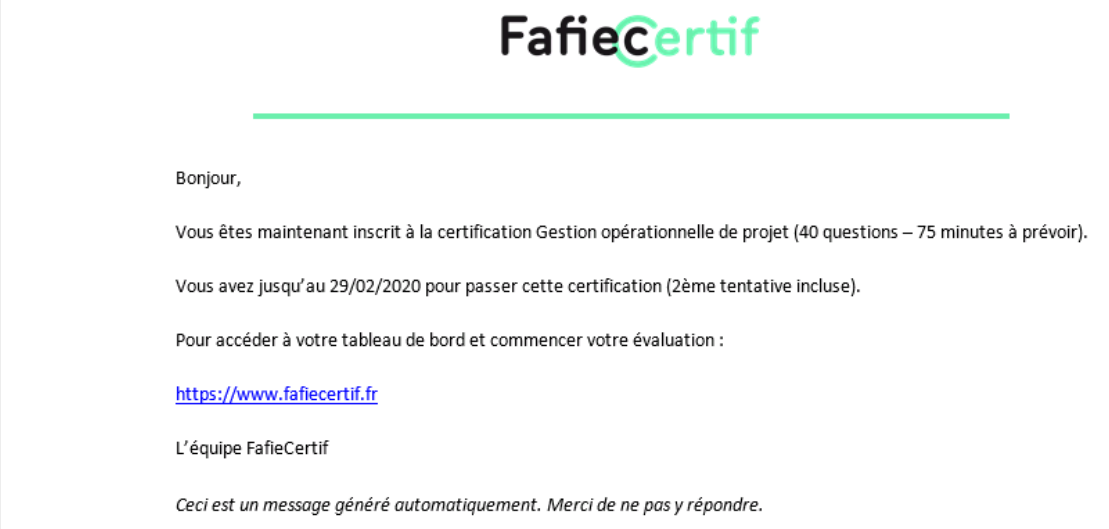 Fafiecertif
Bonjour,
Vous êtes maintenant inscrit à la certification Gestion opérationnelle de projet (40 questions – 75 minutes à prévoir).
Vous avez jusqu’au 29/02/2020 pour passer cette certification (2ème tentative incluse).
Pour accéder à votre tableau de bord et commencer votre évaluation :
https://www.fafiecertif.fr
L’équipe FafieCertif
Ceci est un message généré automatiquement. Merci de ne pas y répondre.